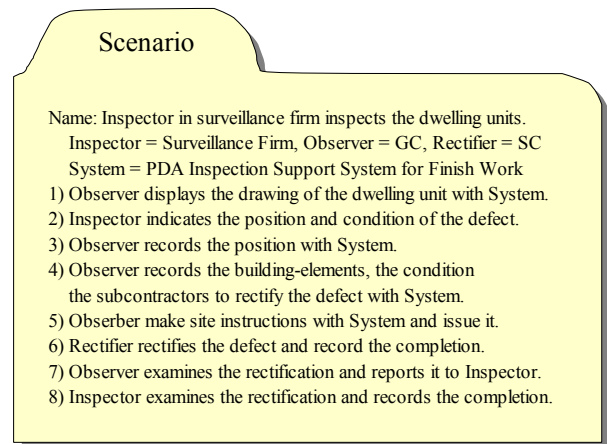 Scenario
Name: Inspector in surveillance firm inspects the dwelling units.
Inspector = Surveillance Firm, Observer = GC, Rectifier = SC
System = PDA Inspection Support System for Finish Work
1) Observer displays the drawing of the dwelling unit with System.
2) Inspector indicates the position and condition of the defect.
3) Observer records the position with System.
4) Observer records the building-elements, the condition
the subcontractors to rectify the defect with System.
5) Obserber make site instructions with System and issue it.
6) Rectifier rectifies the defect and record the completion.
7) Observer examines the rectification and reports it to Inspector.
8) Inspector examines the rectification and records the completion.